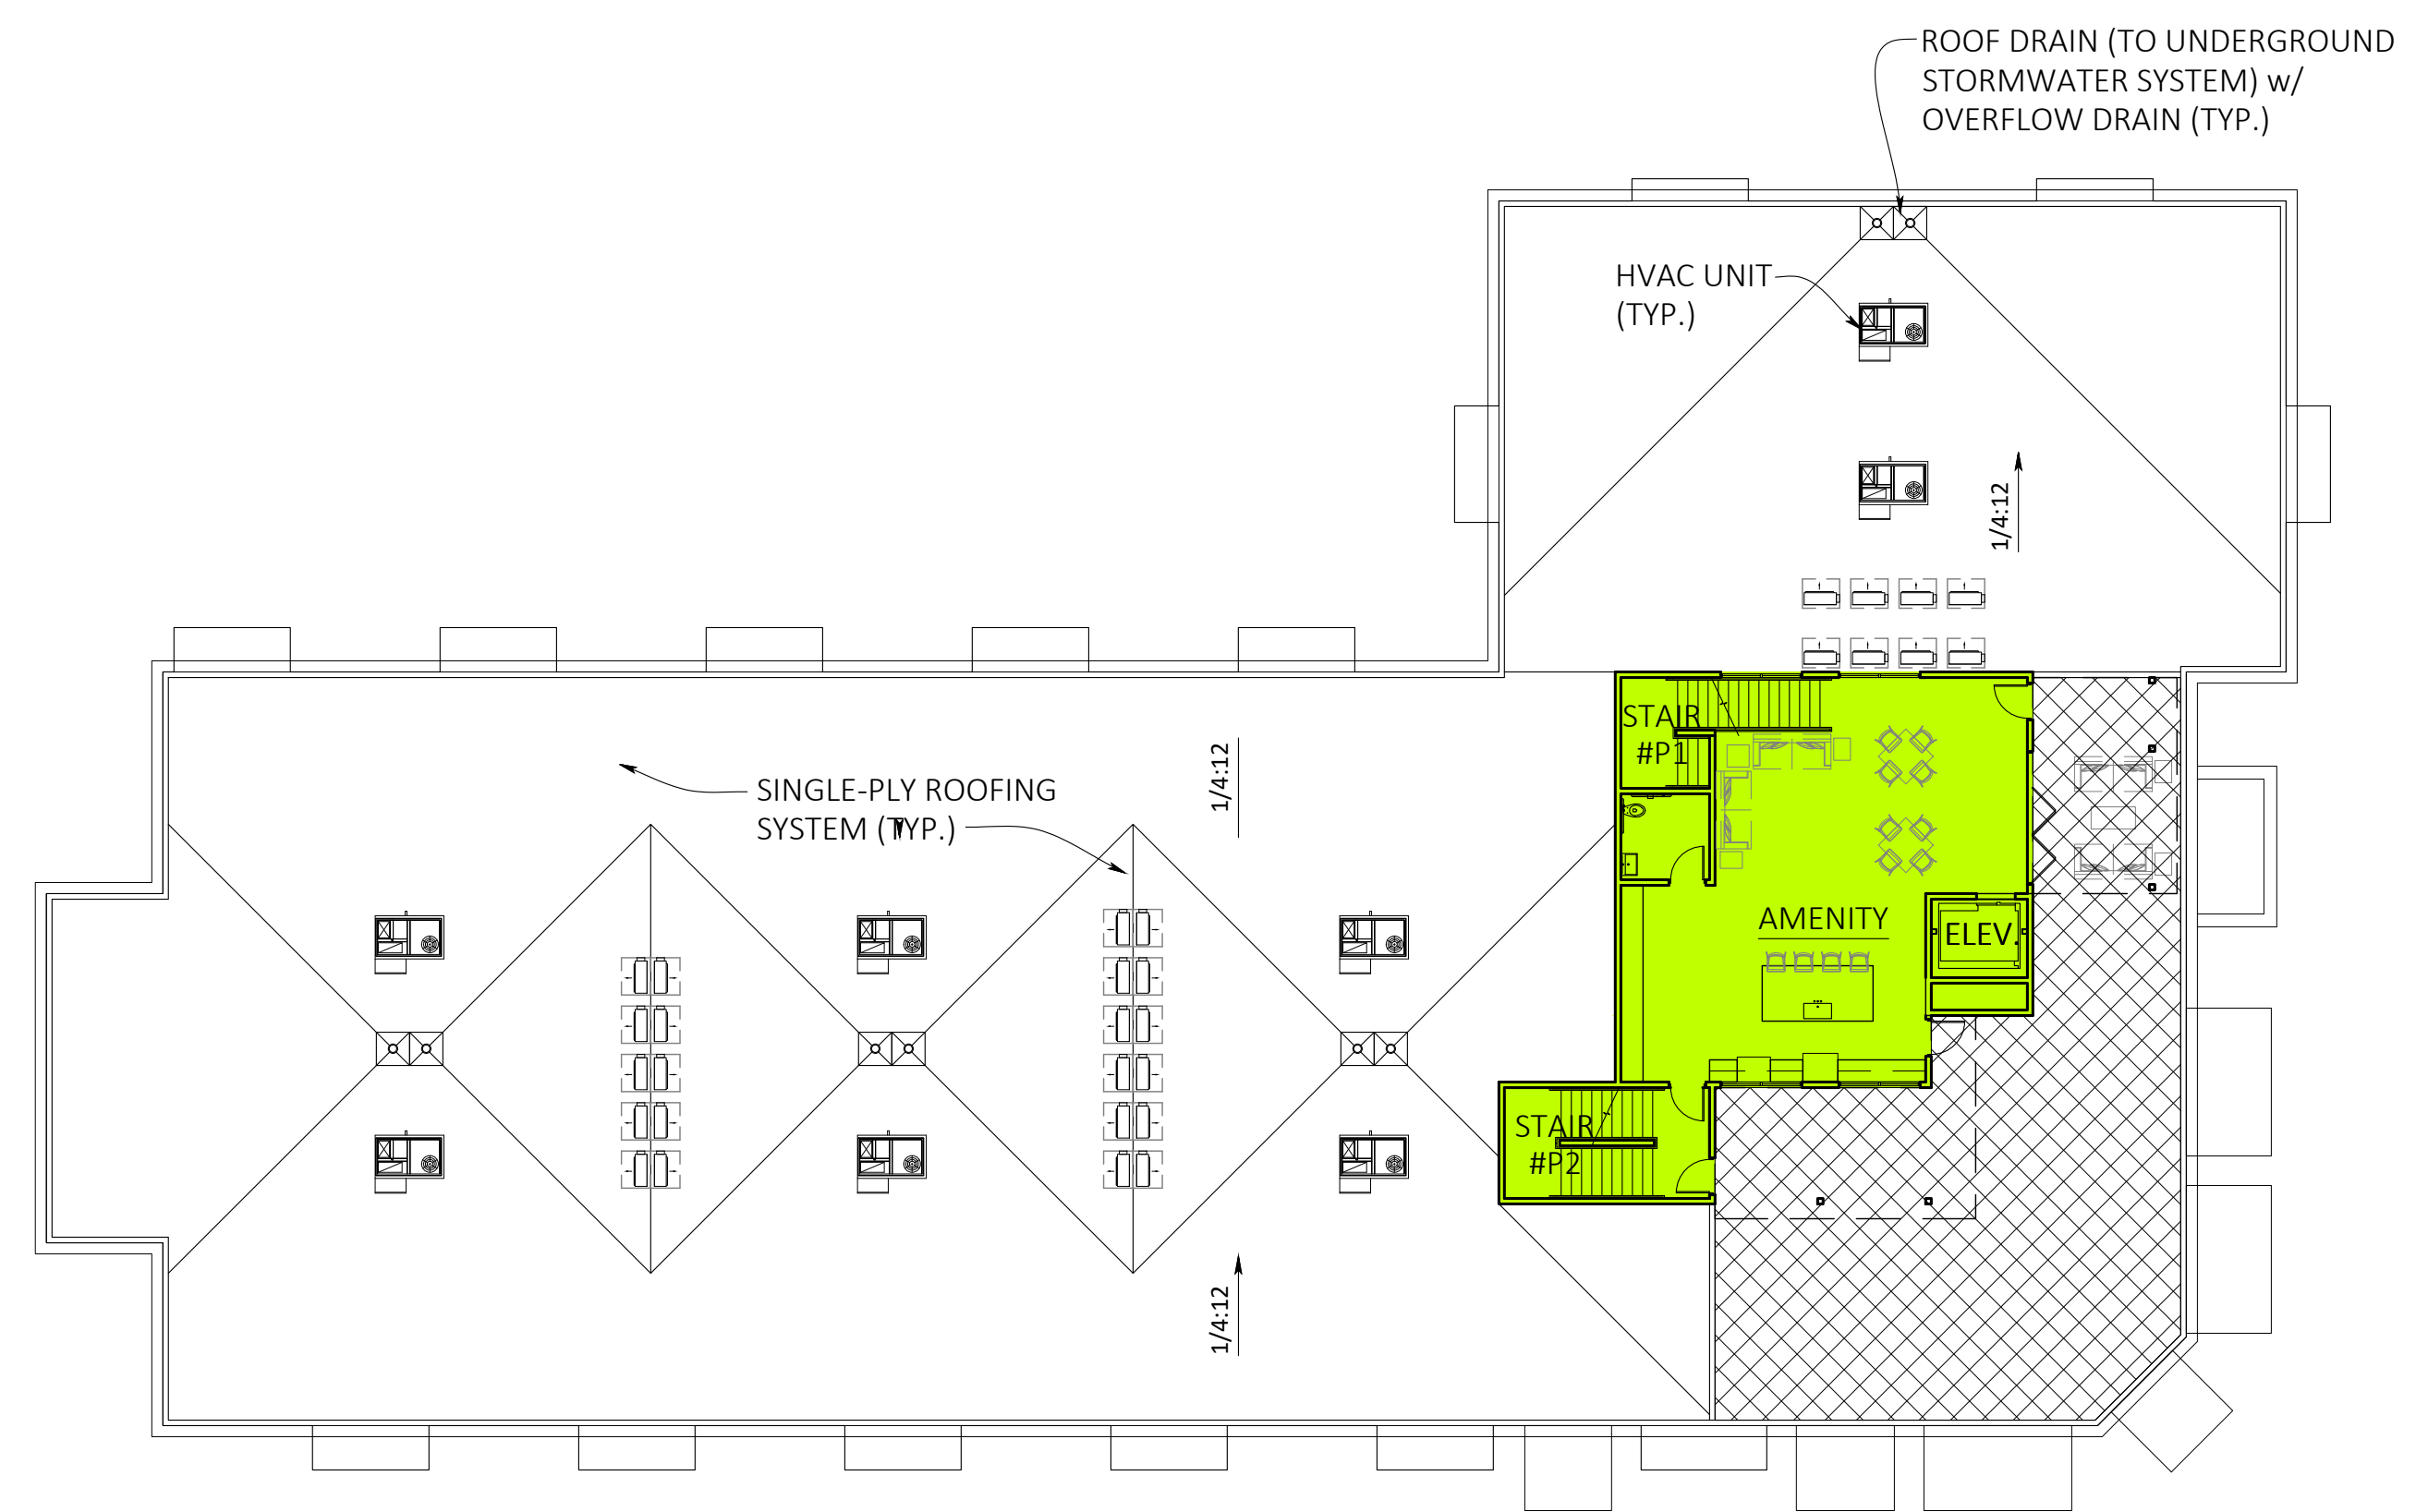 ROOF DRAIN (TO UNDERGROUND
STORMWATER SYSTEM) w/
OVERFLOW DRAIN (TYP.)
HVAC UNIT
(TYP.)
1/4:12
STAIR
#P1
1/4:12
SINGLE-PLY ROOFING
SYSTEM (TYP.)
AMENITY
ELEV.
STAIR
#P2
1/4:12